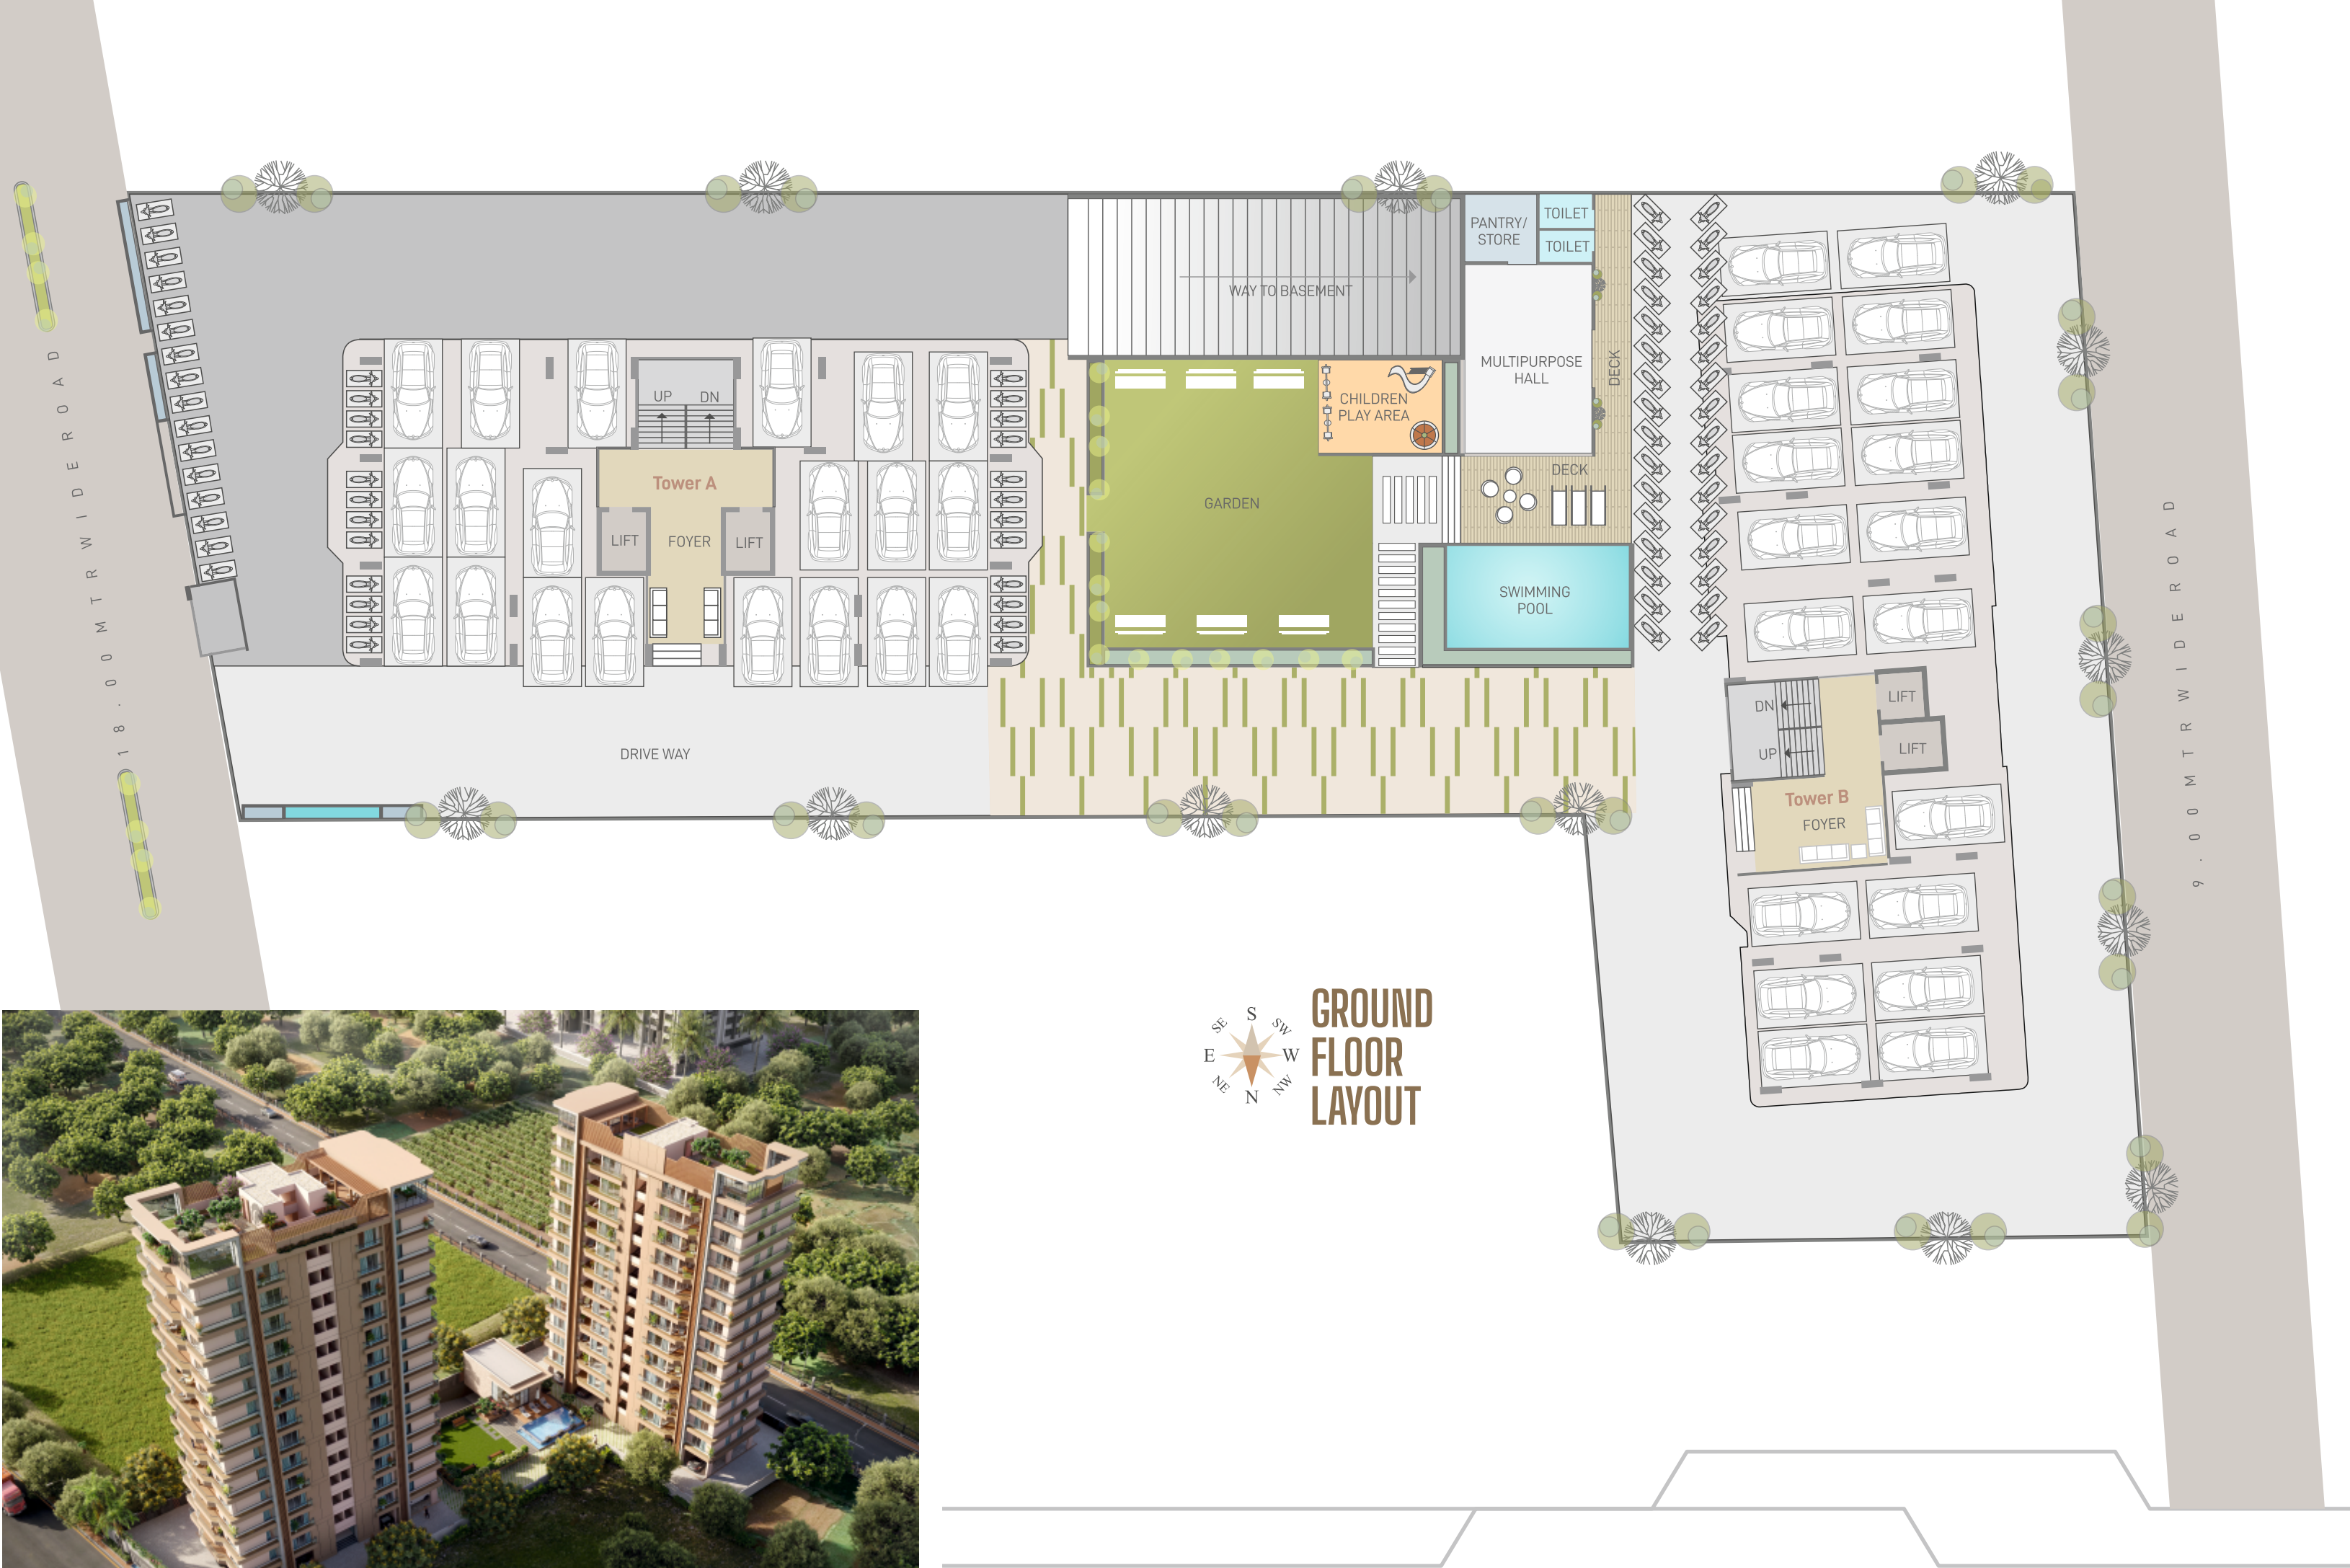 PANTRY/
STORE
TOILET
TOILET
WAY TO BASEMENT
MULTIPURPOSE
HALL
DECK
UP
DN
CHILDREN
PLAY AREA
Tower A
LIFT
FOYER
LIFT
GARDEN
DECK
SWIMMING
POOL
18.00 MTR WIDE ROAD
9.00 MTR WIDE ROAD
DRIVE WAY
DN
UP
LIFT
LIFT
Tower B
FOYER
S
SE
SW
E
W
NE
NW
N
GROUND
FLOOR
LAYOUT